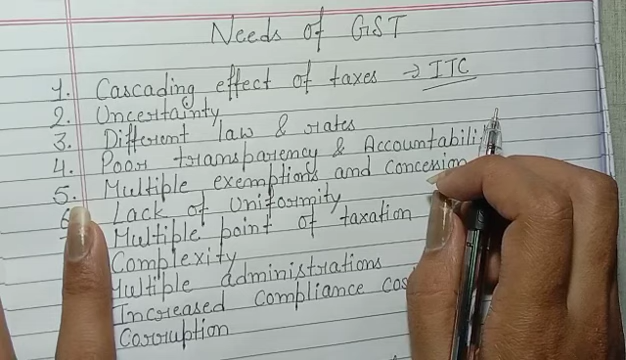 Needs of GST
1. Cascading effect of taxes → ITC
2. Uncertainty
3. Different law & rates
4. Poor transparency & Accountabili
5. Multiple exemptions and concession
6. Lack of Uniformity
Multiple point of taxation
Complexity
Multiple administrations
Increased compliance cos
Corruption